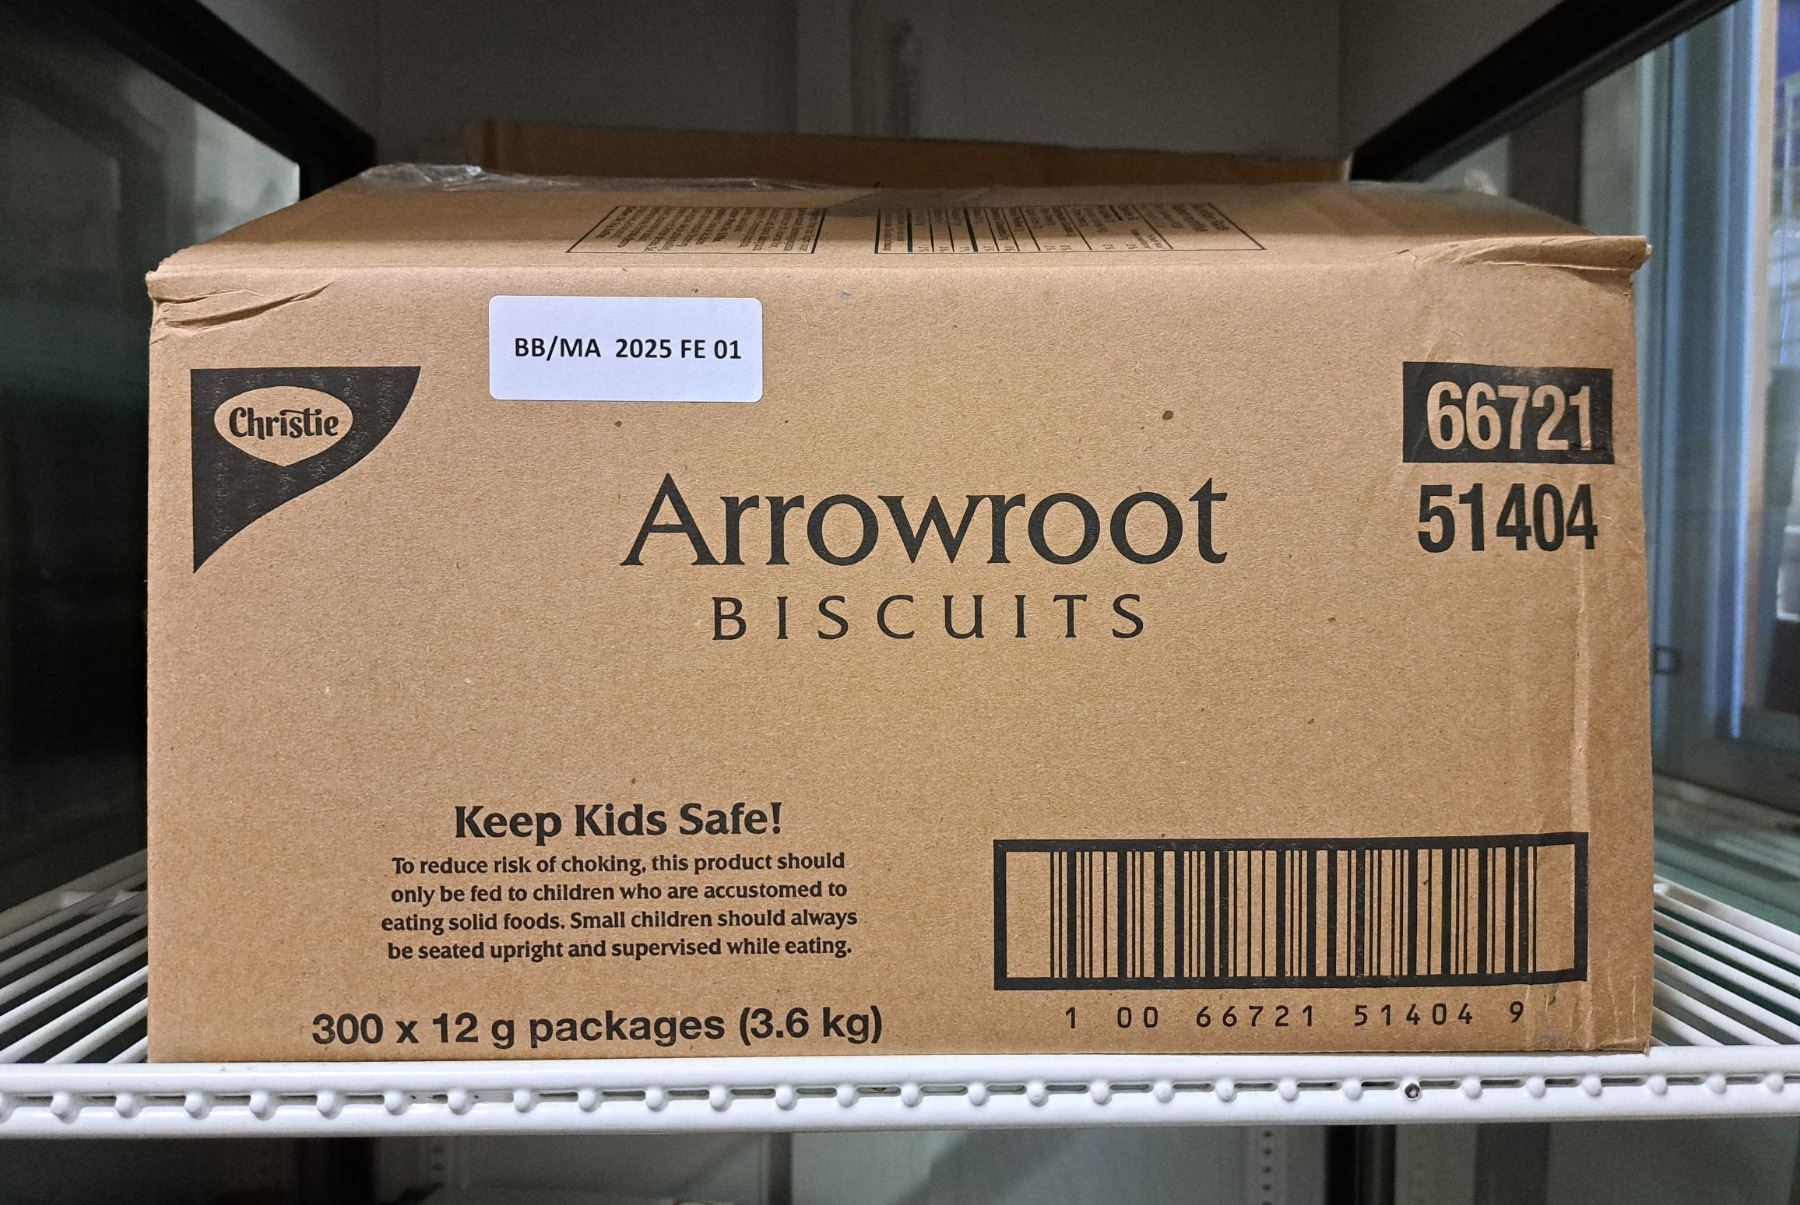 BB/MA 2025 FE 01
Christie
66721
51404
Arrowroot
BISCUITS
Keep Kids Safe!
To reduce risk of choking, this product should
only be fed to children who are accustomed to
eating solid foods. Small children should always
be seated upright and supervised while eating.
300 x 12 g packages (3.6 kg)
1 00 66721 51404 9